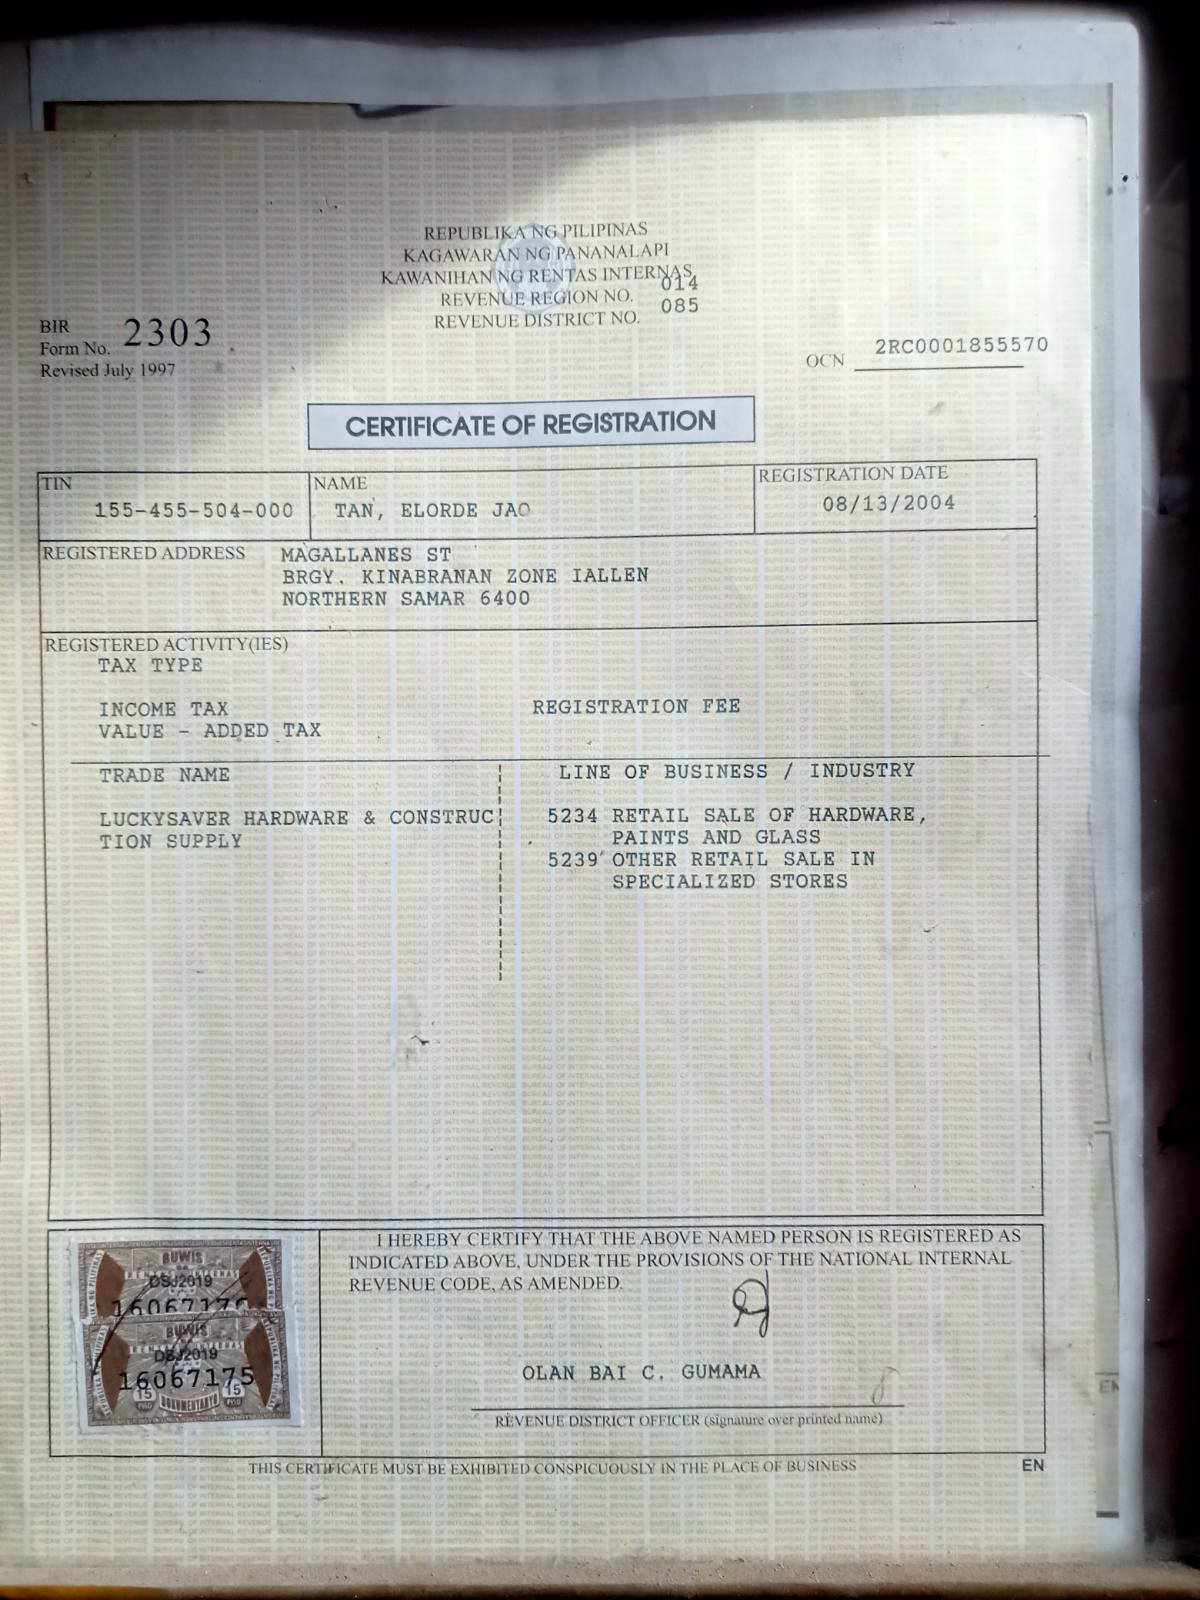 REPUBLIKA NG PILIPINAS
KAGAWARAN NG PANANALAPI
KAWANIHAN NG RENTAS INTERNAS
REVENUE REGION NO. 014
REVENUE DISTRICT NO. 085
BIR
Form No. 2303
Revised July 1997
OCN 2RC0001855570
CERTIFICATE OF REGISTRATION
TIN
155-455-504-000
NAME
TAN, ELORDE JAO
REGISTRATION DATE
08/13/2004
REGISTERED ADDRESS MAGALLANES ST
BRGY. KINABRANAN ZONE IALLEN
NORTHERN SAMAR 6400
REGISTERED ACTIVITY(IES)
TAX TYPE
INCOME TAX REGISTRATION FEE
VALUE - ADDED TAX
TRADE NAME
LUCKYSAVER HARDWARE & CONSTRUC
TION SUPPLY
LINE OF BUSINESS / INDUSTRY
5234 RETAIL SALE OF HARDWARE,
PAINTS AND GLASS
5239 OTHER RETAIL SALE IN
SPECIALIZED STORES
BUWIS
DSJ2019
BUWIS
DSJ2019
16067175
15 15
DOKUMENTARYO
I HEREBY CERTIFY THAT THE ABOVE NAMED PERSON IS REGISTERED AS
INDICATED ABOVE, UNDER THE PROVISIONS OF THE NATIONAL INTERNAL
REVENUE CODE, AS AMENDED.
OLAN BAI C. GUMAMA
REVENUE DISTRICT OFFICER (signature over printed name)
THIS CERTIFICATE MUST BE EXHIBITED CONSPICUOUSLY IN THE PLACE OF BUSINESS
EN